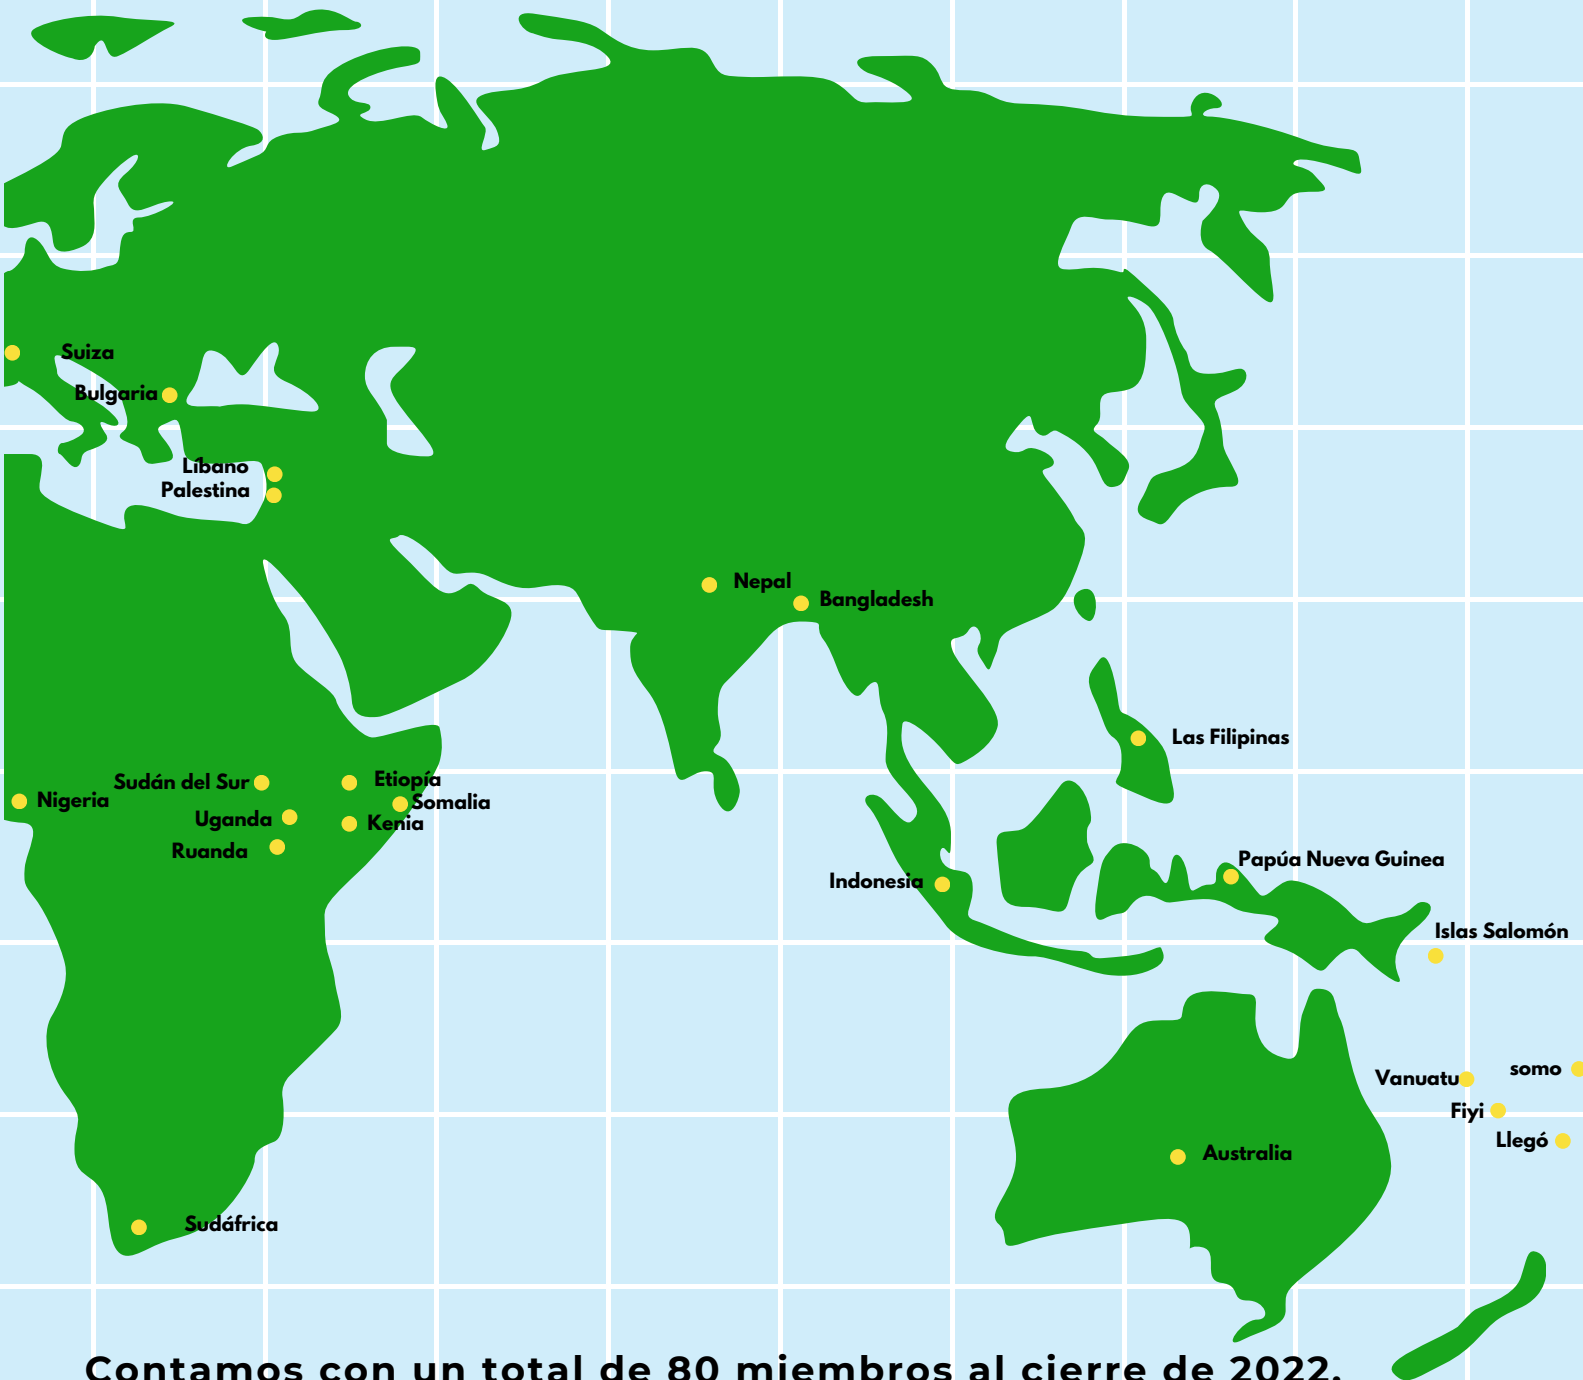 Suiza
Bulgaria
Líbano
Palestina
Nepal
Bangladesh
Las Filipinas
Sudán del Sur
Etiopía
Nigeria
Somalia
Uganda
Kenia
Ruanda
Papúa Nueva Guinea
Indonesia
Islas Salomón
somo
Vanuatu
Fiyi
Llegó
Australia
Sudáfrica
Contamos con un total de 80 miembros al cierre de 2022.